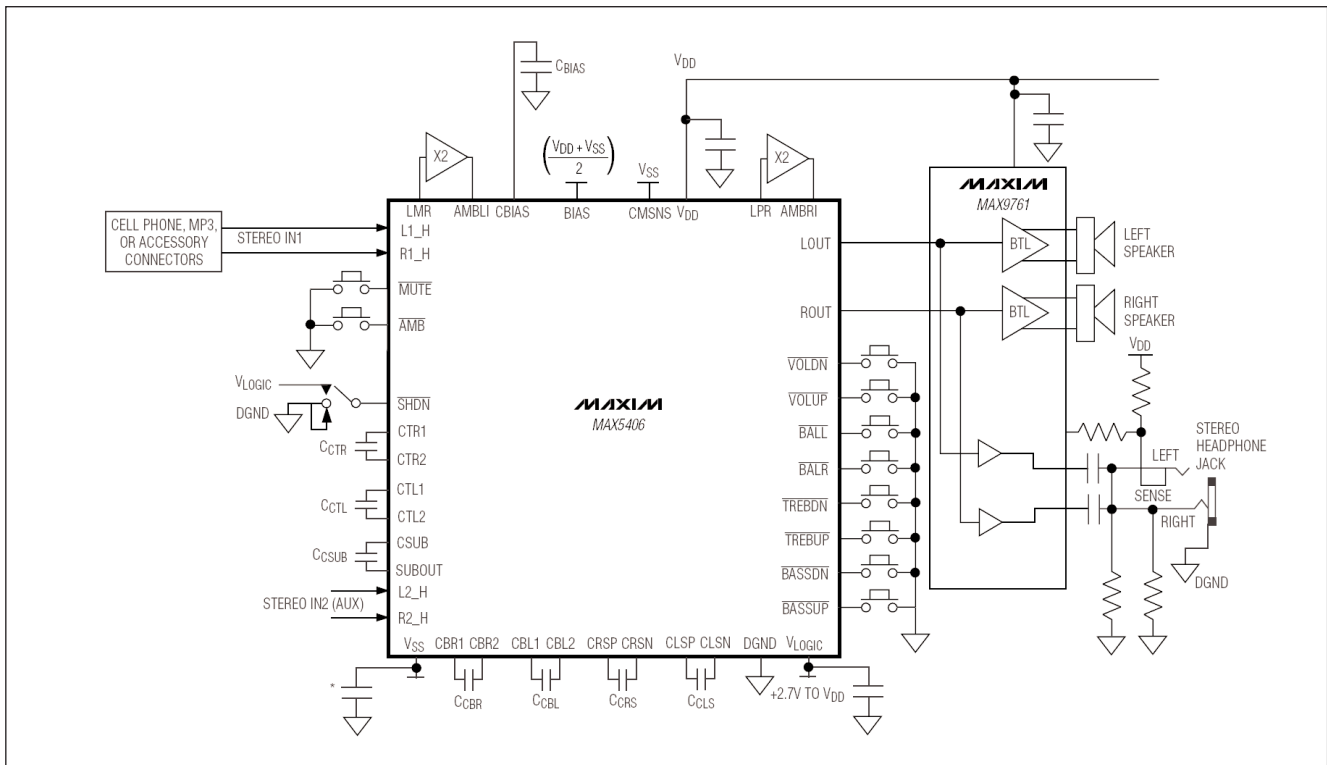 CBIAS
VDD
X2
(VDD + VSS / 2)
VSS
X2
MAXIM
MAX9761
LMR AMBLI CBIAS BIAS CMSNS VDD LPR AMBRI
CELL PHONE, MP3,
OR ACCESSORY
CONNECTORS
STEREO IN1
L1_H
R1_H
LOUT
BTL
LEFT
SPEAKER
MUTE
AMB
ROUT
BTL
RIGHT
SPEAKER
VDD
VLOGIC
DGND
SHDN
MAXIM
MAX5406
VOLDN
VOLUP
BALL
BALR
TREBDN
TREBUP
BASSDN
BASSUP
CCTR
CTR1
CTR2
CCTL
CTL1
CTL2
CCSUB
CSUB
SUBOUT
STEREO IN2 (AUX)
L2_H
R2_H
STEREO
HEADPHONE
JACK
LEFT
SENSE
RIGHT
DGND
VSS CBR1 CBR2 CBL1 CBL2 CRSP CRSN CLSP CLSN DGND VLOGIC
*
CCBR
CCBL
CCRS
CCLS
+2.7V TO VDD